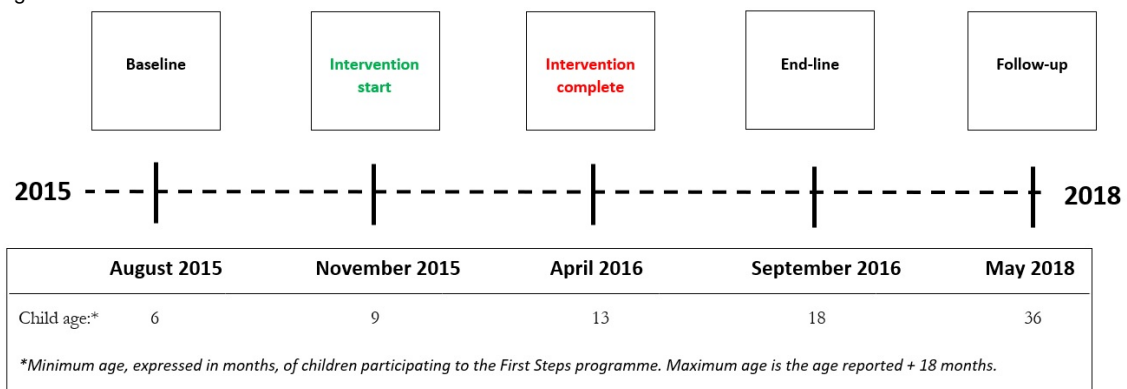 Baseline
Intervention
start
Intervention
complete
End-line
Follow-up
2015
2018
August 2015 November 2015 April 2016 September 2016 May 2018
Child age:* 6 9 13 18 36
*Minimum age, expressed in months, of children participating to the First Steps programme. Maximum age is the age reported + 18 months.